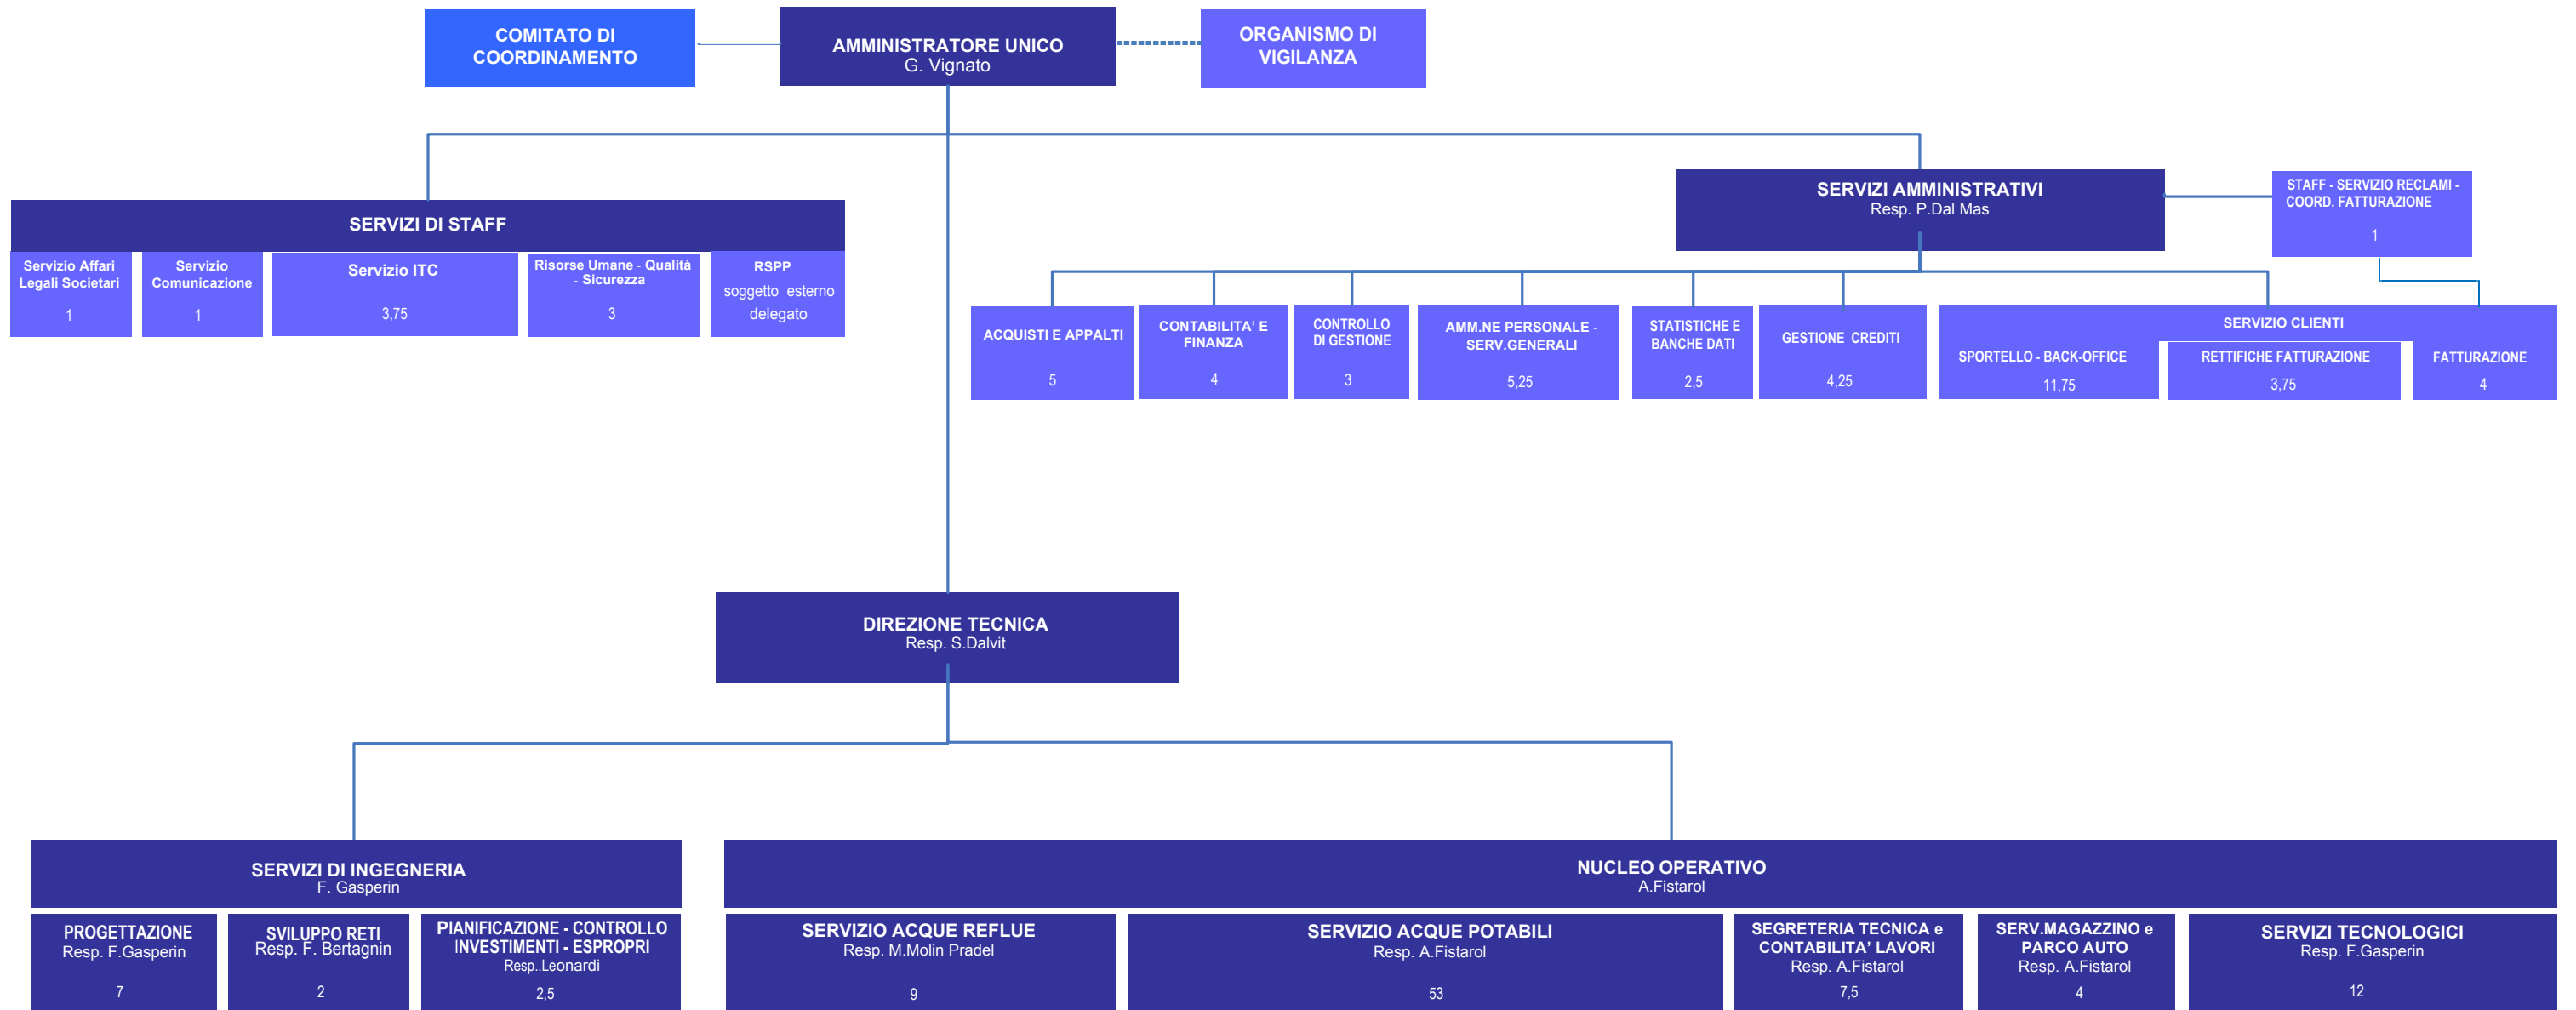 COMITATO DI
COORDINAMENTO
AMMINISTRATORE UNICO
G. Vignato
ORGANISMO DI
VIGILANZA
SERVIZI DI STAFF
Servizio Affari
Legali Societari
1
Servizio
Comunicazione
1
Servizio ITC
3,75
Risorse Umane - Qualità
- Sicurezza
3
RSPP
soggetto esterno
delegato
SERVIZI AMMINISTRATIVI
Resp. P.Dal Mas
STAFF - SERVIZIO RECLAMI -
COORD. FATTURAZIONE
1
ACQUISTI E APPALTI
5
CONTABILITA' E
FINANZA
4
CONTROLLO
DI GESTIONE
3
AMM.NE PERSONALE -
SERV.GENERALI
5,25
STATISTICHE E
BANCHE DATI
2,5
GESTIONE CREDITI
4,25
SERVIZIO CLIENTI
SPORTELLO - BACK-OFFICE
11,75
RETTIFICHE FATTURAZIONE
3,75
FATTURAZIONE
4
DIREZIONE TECNICA
Resp. S.Dalvit
SERVIZI DI INGEGNERIA
F. Gasperin
PROGETTAZIONE
Resp. F.Gasperin
7
SVILUPPO RETI
Resp. F. Bertagnin
2
PIANIFICAZIONE - CONTROLLO
INVESTIMENTI - ESPROPRI
Resp..Leonardi
2,5
NUCLEO OPERATIVO
A.Fistarol
SERVIZIO ACQUE REFLUE
Resp. M.Molin Pradel
9
SERVIZIO ACQUE POTABILI
Resp. A.Fistarol
53
SEGRETERIA TECNICA e
CONTABILITA' LAVORI
Resp. A.Fistarol
7,5
SERV.MAGAZZINO e
PARCO AUTO
Resp. A.Fistarol
4
SERVIZI TECNOLOGICI
Resp. F.Gasperin
12